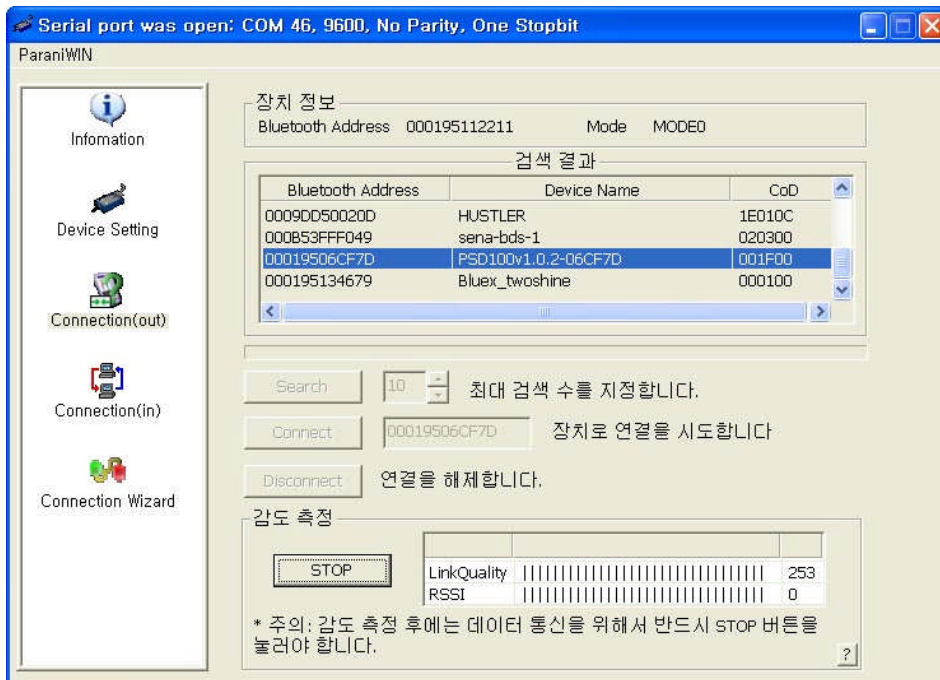 Serial port was open: COM 46, 9600, No Parity, One Stopbit
ParaniWIN
Infomation
Device Setting
Connection(out)
Connection(in)
Connection Wizard
장치 정보
Bluetooth Address 000195112211 Mode MODE0
검색 결과
Bluetooth Address Device Name CoD
0009DD50020D HUSTLER 1E010C
000B53FFF049 sena-bds-1 020300
00019506CF7D PSD100v1.0.2-06CF7D 001F00
000195134679 Bluex_twoshine 000100
Search 10 최대 검색 수를 지정합니다.
Connect 00019506CF7D 장치로 연결을 시도합니다
Disconnect 연결을 해제합니다.
감도 측정
STOP
LinkQuality 253
RSSI 0
* 주의: 감도 측정 후에는 데이터 통신을 위해서 반드시 STOP 버튼을
눌러야 합니다.
?